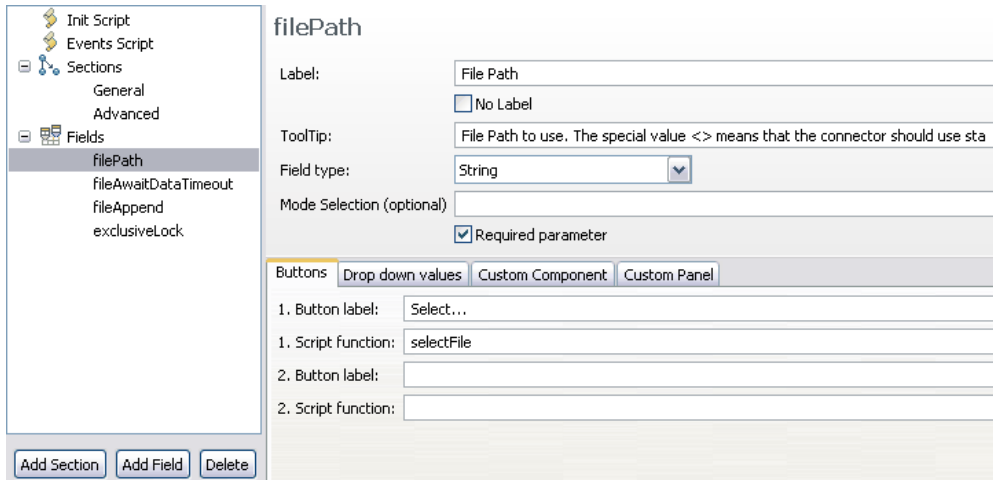 Init Script
Events Script
Sections
General
Advanced
Fields
filePath
fileAwaitDataTimeout
fileAppend
exclusiveLock
Add Section Add Field Delete
filePath
Label: File Path
No Label
ToolTip: File Path to use. The special value <> means that the connector should use sta
Field type: String
Mode Selection (optional)
Required parameter
Buttons Drop down values Custom Component Custom Panel
1. Button label: Select...
1. Script function: selectFile
2. Button label:
2. Script function: